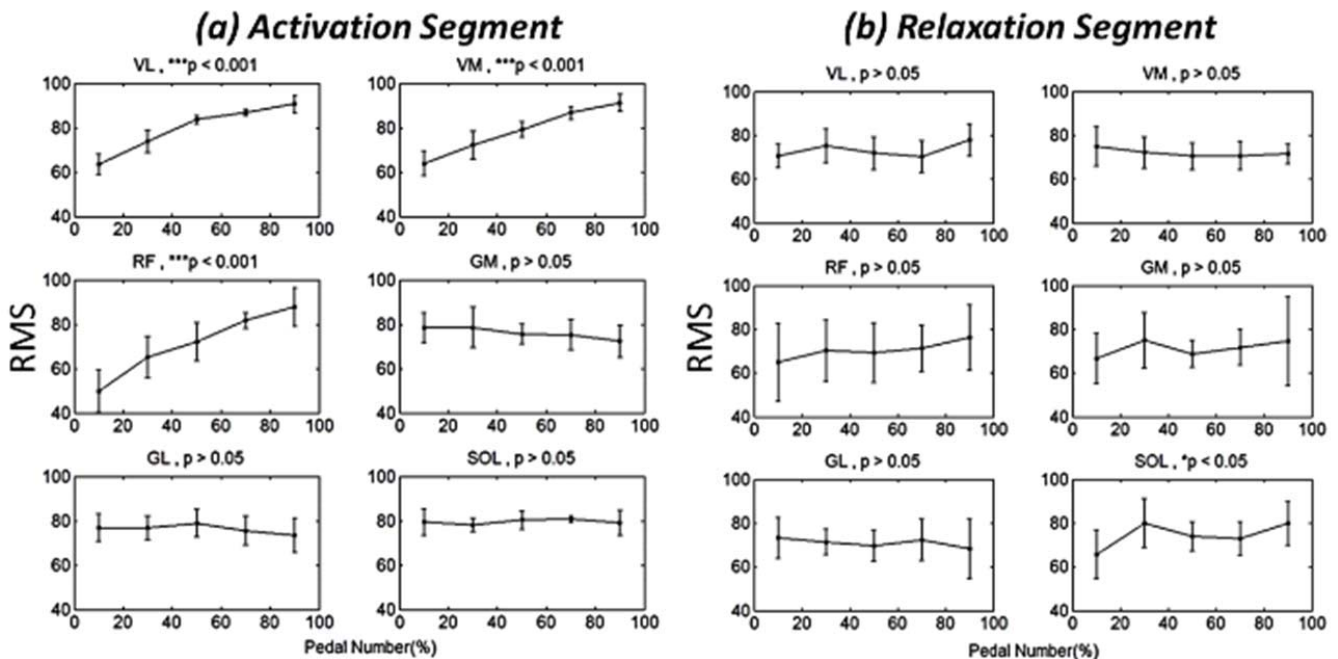 (a) Activation Segment
(b) Relaxation Segment
VL , ***p < 0.001
VM , ***p < 0.001
VL , p > 0.05
VM , p > 0.05
100
80
60
40
0 20 40 60 80 100
100
80
60
40
0 20 40 60 80 100
100
80
60
40
0 20 40 60 80 100
100
80
60
40
0 20 40 60 80 100
RF , ***p < 0.001
GM , p > 0.05
RF , p > 0.05
GM , p > 0.05
RMS
100
80
60
40
0 20 40 60 80 100
100
80
60
40
0 20 40 60 80 100
RMS
100
80
60
40
0 20 40 60 80 100
100
80
60
40
0 20 40 60 80 100
GL , p > 0.05
SOL , p > 0.05
GL , p > 0.05
SOL , *p < 0.05
100
80
60
40
0 20 40 60 80 100
100
80
60
40
0 20 40 60 80 100
100
80
60
40
0 20 40 60 80 100
100
80
60
40
0 20 40 60 80 100
Pedal Number(%)
Pedal Number(%)